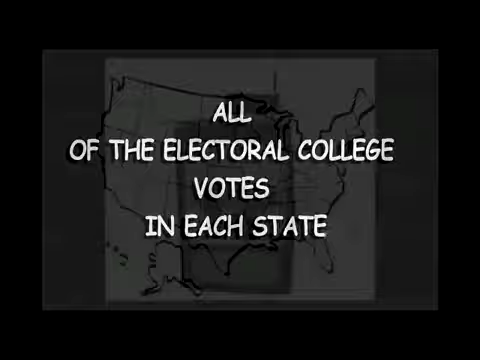 ALL
OF THE ELECTORAL COLLEGE
VOTES
IN EACH STATE